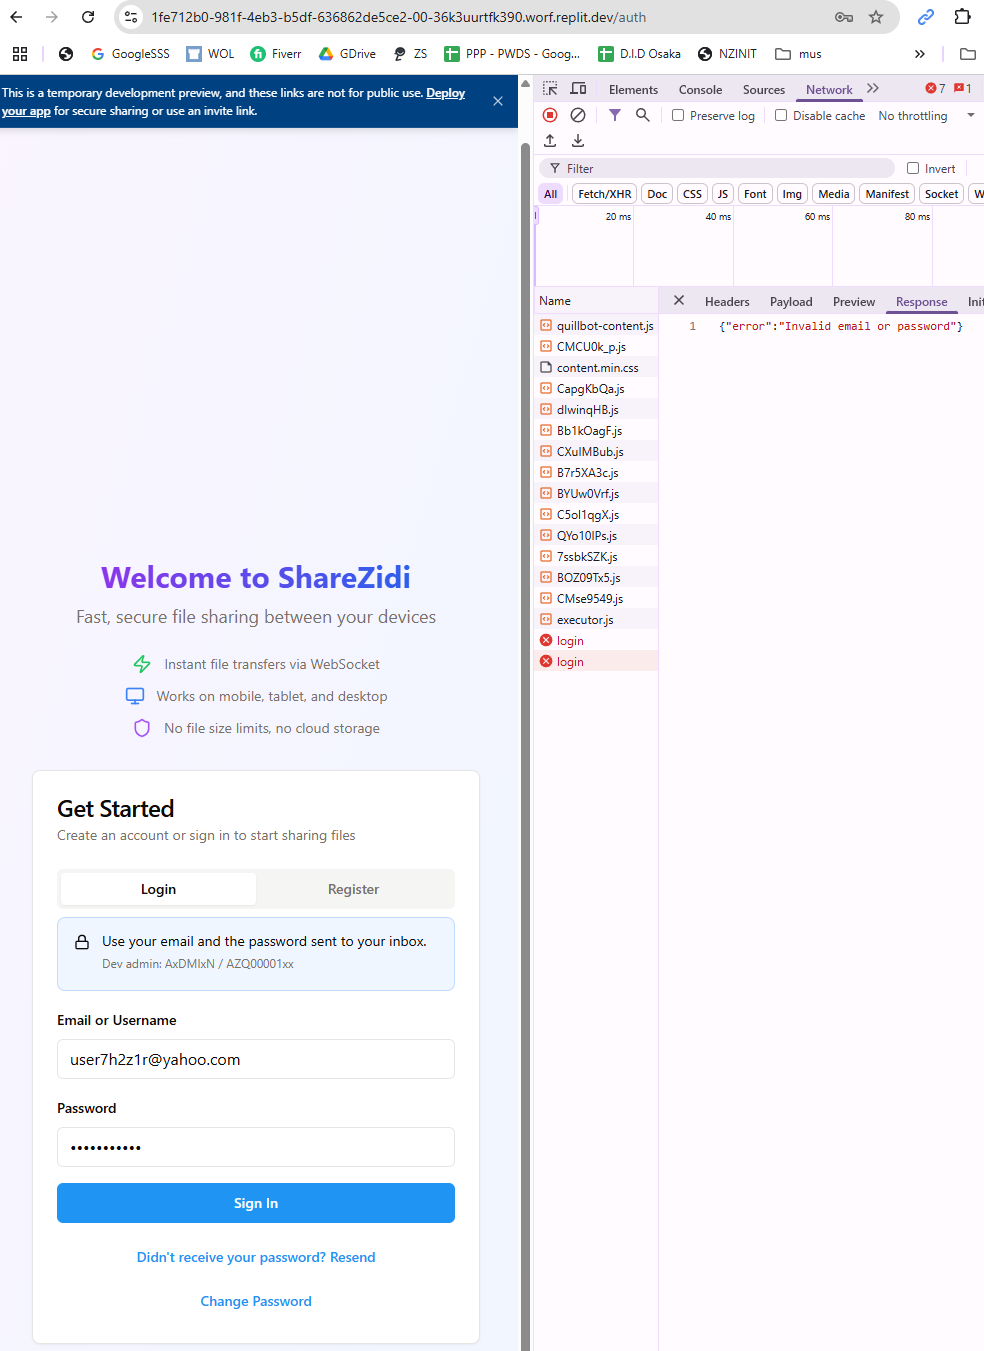 1fe712b0-981f-4eb3-b5df-636862de5ce2-00-36k3uurtfk390.worf.replit.dev/auth
GoogleSSS WOL Fiverr GDrive ZS PPP - PWDS - Goog... D.I.D Osaka NZINIT mus
This is a temporary development preview, and these links are not for public use. Deploy
your app for secure sharing or use an invite link.
Welcome to ShareZidi
Fast, secure file sharing between your devices
Instant file transfers via WebSocket
Works on mobile, tablet, and desktop
No file size limits, no cloud storage
Get Started
Create an account or sign in to start sharing files
Login Register
Use your email and the password sent to your inbox.
Dev admin: AxDMIxN / AZQ00001xx
Email or Username
user7h2z1r@yahoo.com
Password
Sign In
Didn't receive your password? Resend
Change Password
Elements Console Sources Network 7 1
Preserve log Disable cache No throttling
Filter Invert
All Fetch/XHR Doc CSS JS Font Img Media Manifest Socket W
20 ms 40 ms 60 ms 80 ms
Name
Headers Payload Preview Response Init
1 {"error":"Invalid email or password"}
quillbot-content.js
CMCU0k_p.js
content.min.css
CapgKbQa.js
dIwinqHB.js
Bb1kOagF.js
CXuIMBub.js
B7r5XA3c.js
BYUw0Vrf.js
C5ol1qgX.js
QYo10IPs.js
7ssbkSZK.js
BOZ09Tx5.js
CMse9549.js
executor.js
login
login